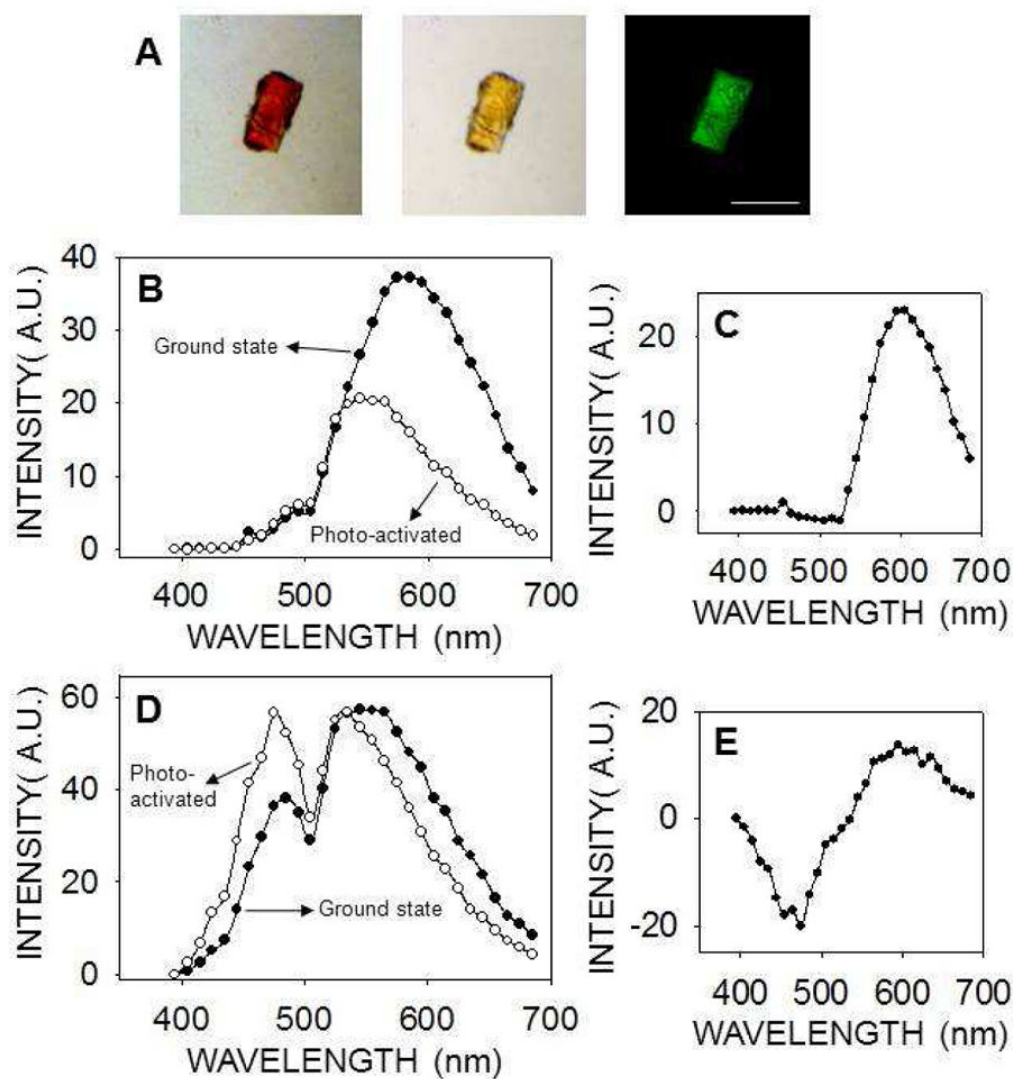 A
B
INTENSITY( A.U.)
40
30
20
10
0
Ground state
Photo-activated
400 500 600 700
WAVELENGTH (nm)
C
INTENSITY( A.U.)
20
10
0
400 500 600 700
WAVELENGTH (nm)
D
INTENSITY( A.U.)
60
40
20
0
Photo-
activated
Ground state
400 500 600 700
WAVELENGTH (nm)
E
INTENSITY( A.U.)
20
0
-20
400 500 600 700
WAVELENGTH (nm)